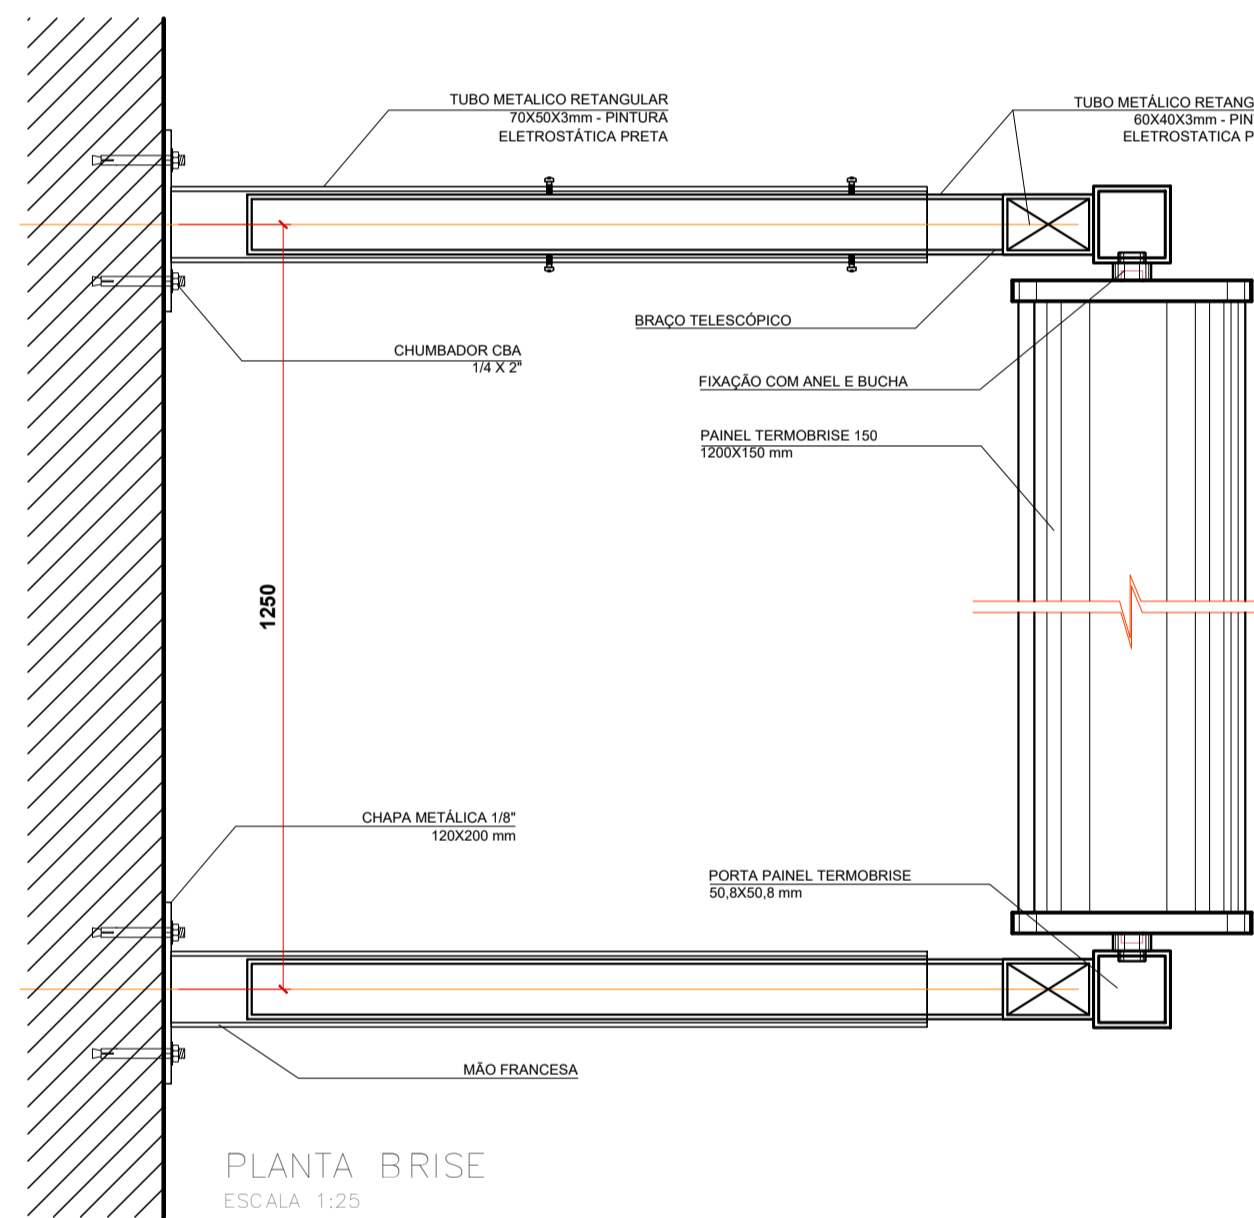 TUBO METALICO RETANGULAR
70X50X3mm - PINTURA
ELETROSTÁTICA PRETA
TUBO METÁLICO RETANG
60X40X3mm - PIN
ELETROSTATICA P
BRAÇO TELESCÓPICO
CHUMBADOR CBA
1/4 X 2"
FIXAÇÃO COM ANEL E BUCHA
PAINEL TERMOBRISE 150
1200X150 mm
1250
CHAPA METÁLICA 1/8"
120X200 mm
PORTA PAINEL TERMOBRISE
50,8X50,8 mm
MÃO FRANCESA
PLANTA BRISE
ESCALA 1:25